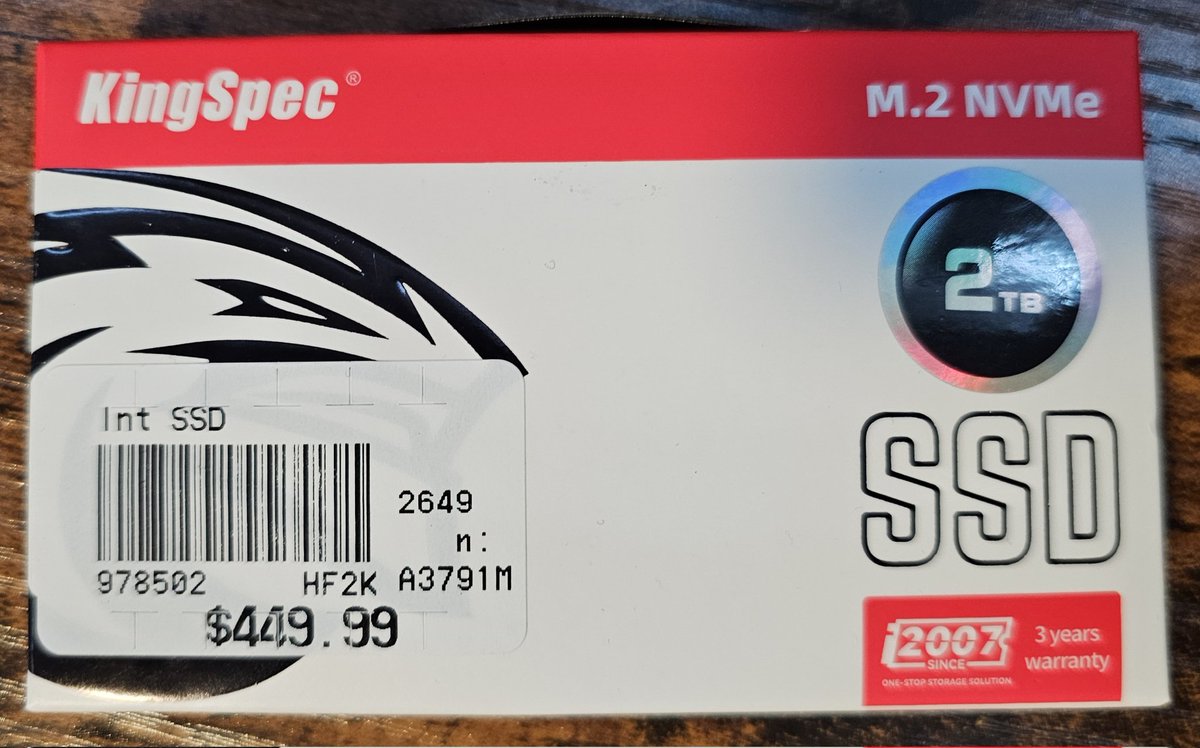 KingSpec®
M.2 NVMe
2TB
SSD
Int SSD
2649
n:
978502 HF2K A3791M
$449.99
2007
SINCE
ONE-STOP STORAGE SOLUTION
3 years
warranty